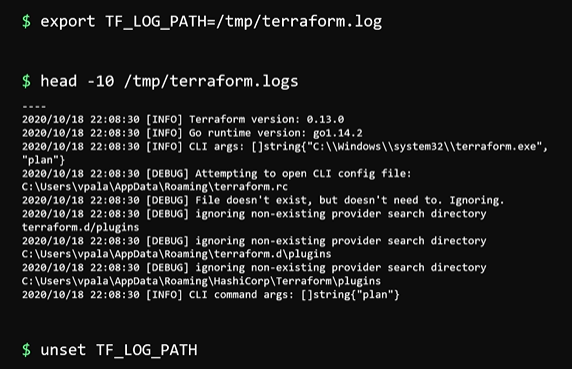 $ export TF_LOG_PATH=/tmp/terraform.log
$ head -10 /tmp/terraform.logs
----
2020/10/18 22:08:30 [INFO] Terraform version: 0.13.0
2020/10/18 22:08:30 [INFO] Go runtime version: go1.14.2
2020/10/18 22:08:30 [INFO] CLI args: []string{"C:\\Windows\\system32\\terraform.exe",
"plan"}
2020/10/18 22:08:30 [DEBUG] Attempting to open CLI config file:
C:\Users\vpala\AppData\Roaming\terraform.rc
2020/10/18 22:08:30 [DEBUG] File doesn't exist, but doesn't need to. Ignoring.
2020/10/18 22:08:30 [DEBUG] ignoring non-existing provider search directory
terraform.d/plugins
2020/10/18 22:08:30 [DEBUG] ignoring non-existing provider search directory
C:\Users\vpala\AppData\Roaming\terraform.d\plugins
2020/10/18 22:08:30 [DEBUG] ignoring non-existing provider search directory
C:\Users\vpala\AppData\Roaming\HashiCorp\Terraform\plugins
2020/10/18 22:08:30 [INFO] CLI command args: []string{"plan"}
$ unset TF_LOG_PATH